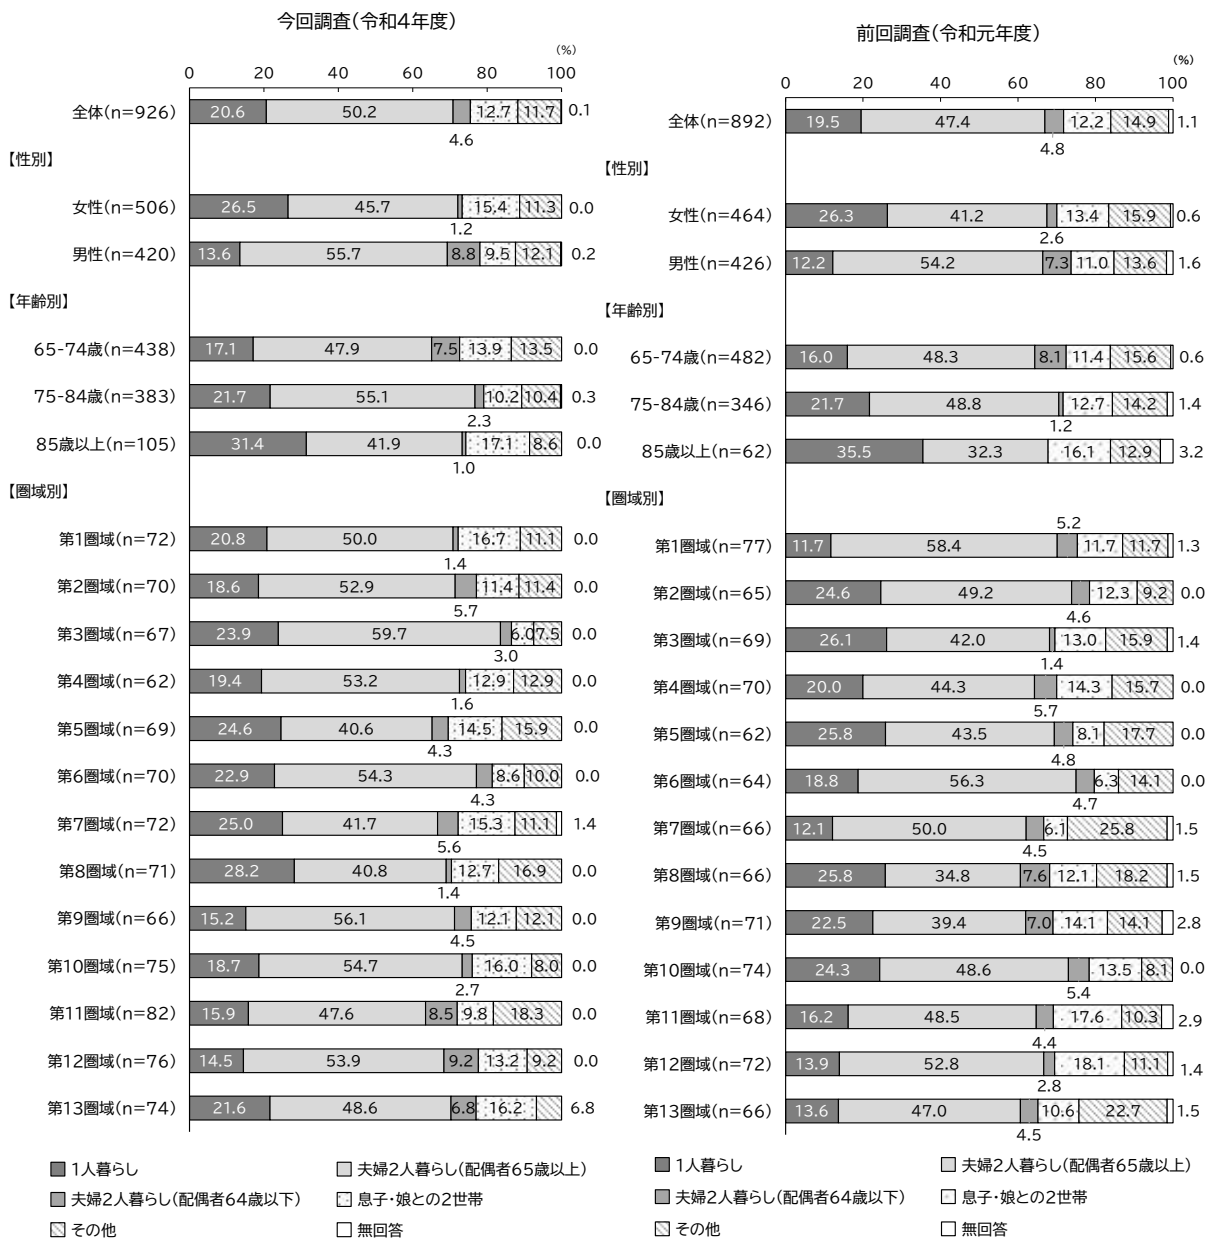 今回調査(令和4年度)
(%)
0 20 40 60 80 100
全体(n=926) 20.6 50.2 12.7 11.7 0.1
4.6
【性別】
女性(n=506) 26.5 45.7 15.4 11.3 0.0
1.2
男性(n=420) 13.6 55.7 8.8 9.5 12.1 0.2
【年齢別】
65-74歳(n=438) 17.1 47.9 7.5 13.9 13.5 0.0
75-84歳(n=383) 21.7 55.1 10.2 10.4 0.3
2.3
85歳以上(n=105) 31.4 41.9 17.1 8.6 0.0
1.0
【圏域別】
第1圏域(n=72) 20.8 50.0 16.7 11.1 0.0
1.4
第2圏域(n=70) 18.6 52.9 11.4 11.4 0.0
5.7
第3圏域(n=67) 23.9 59.7 6.0 7.5 0.0
3.0
第4圏域(n=62) 19.4 53.2 12.9 12.9 0.0
1.6
第5圏域(n=69) 24.6 40.6 14.5 15.9 0.0
4.3
第6圏域(n=70) 22.9 54.3 8.6 10.0 0.0
4.3
第7圏域(n=72) 25.0 41.7 15.3 11.1 1.4
5.6
第8圏域(n=71) 28.2 40.8 12.7 16.9 0.0
1.4
第9圏域(n=66) 15.2 56.1 12.1 12.1 0.0
4.5
第10圏域(n=75) 18.7 54.7 16.0 8.0 0.0
2.7
第11圏域(n=82) 15.9 47.6 8.5 9.8 18.3 0.0
第12圏域(n=76) 14.5 53.9 9.2 13.2 9.2 0.0
第13圏域(n=74) 21.6 48.6 6.8 16.2 6.8
1人暮らし 夫婦2人暮らし(配偶者65歳以上)
夫婦2人暮らし(配偶者64歳以下) 息子・娘との2世帯
その他 無回答
前回調査(令和元年度)
(%)
0 20 40 60 80 100
全体(n=892) 19.5 47.4 12.2 14.9 1.1
4.8
【性別】
女性(n=464) 26.3 41.2 13.4 15.9 0.6
2.6
男性(n=426) 12.2 54.2 7.3 11.0 13.6 1.6
【年齢別】
65-74歳(n=482) 16.0 48.3 8.1 11.4 15.6 0.6
75-84歳(n=346) 21.7 48.8 12.7 14.2 1.4
1.2
85歳以上(n=62) 35.5 32.3 16.1 12.9 3.2
【圏域別】
5.2
第1圏域(n=77) 11.7 58.4 11.7 11.7 1.3
第2圏域(n=65) 24.6 49.2 12.3 9.2 0.0
4.6
第3圏域(n=69) 26.1 42.0 13.0 15.9 1.4
1.4
第4圏域(n=70) 20.0 44.3 14.3 15.7 0.0
5.7
第5圏域(n=62) 25.8 43.5 8.1 17.7 0.0
4.8
第6圏域(n=64) 18.8 56.3 6.3 14.1 0.0
4.7
第7圏域(n=66) 12.1 50.0 6.1 25.8 1.5
4.5
第8圏域(n=66) 25.8 34.8 7.6 12.1 18.2 1.5
第9圏域(n=71) 22.5 39.4 7.0 14.1 14.1 2.8
第10圏域(n=74) 24.3 48.6 13.5 8.1 0.0
5.4
第11圏域(n=68) 16.2 48.5 17.6 10.3 2.9
4.4
第12圏域(n=72) 13.9 52.8 18.1 11.1 1.4
2.8
第13圏域(n=66) 13.6 47.0 10.6 22.7 1.5
4.5
1人暮らし 夫婦2人暮らし(配偶者65歳以上)
夫婦2人暮らし(配偶者64歳以下) 息子・娘との2世帯
その他 無回答